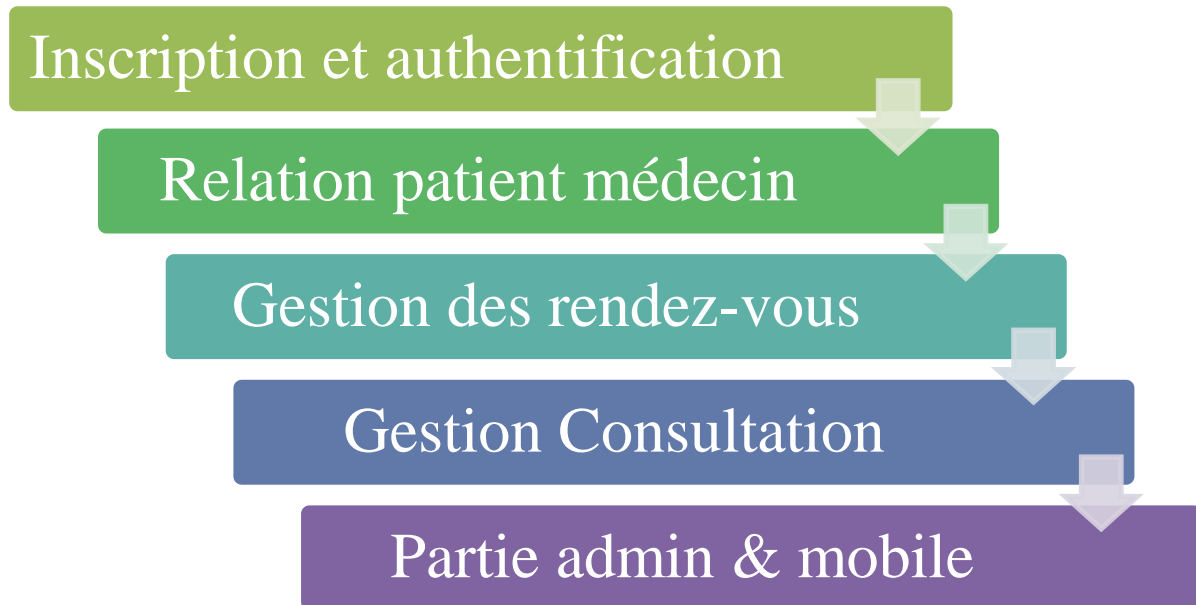 Inscription et authentification
Relation patient médecin
Gestion des rendez-vous
Gestion Consultation
Partie admin & mobile